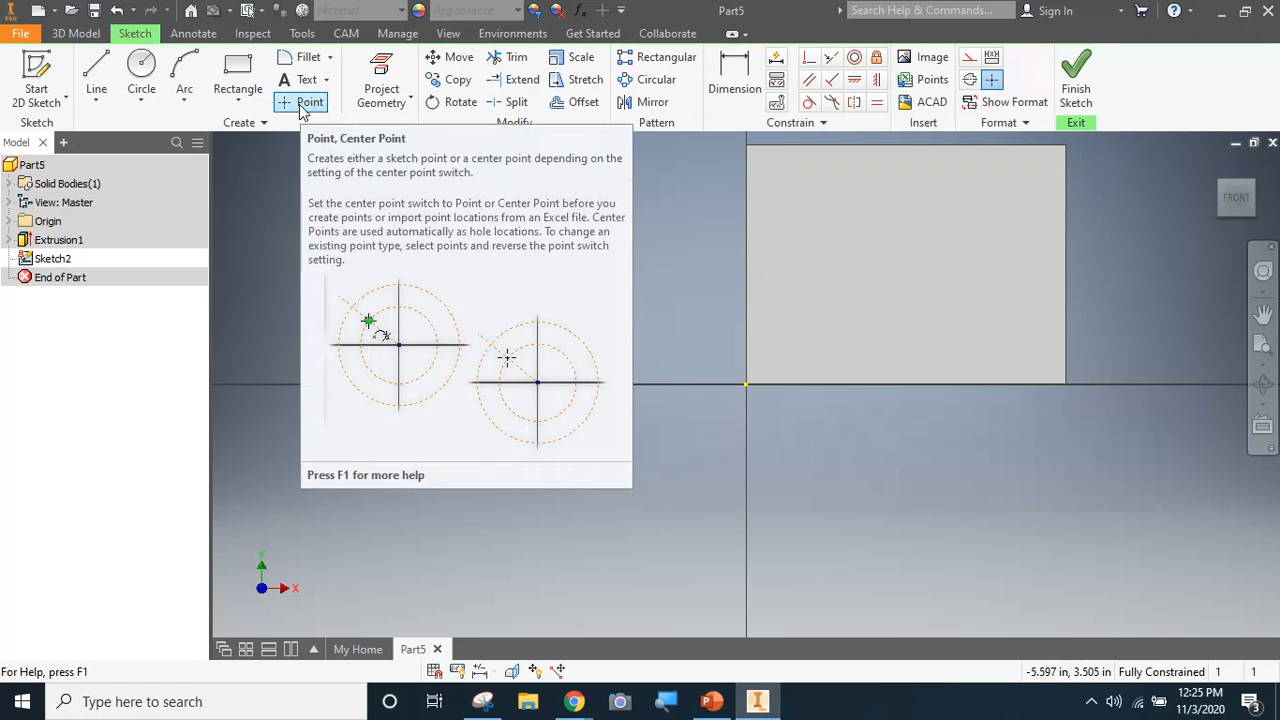 PRO
Material
Appearance
fx
Part5
Search Help & Commands...
Sign In
File
3D Model
Sketch
Annotate
Inspect
Tools
CAM
Manage
View
Environments
Get Started
Collaborate
Start
2D Sketch
Line
Circle
Arc
Rectangle
Fillet
Text
Point
Project
Geometry
Move
Copy
Rotate
Trim
Extend
Split
Scale
Stretch
Offset
Rectangular
Circular
Mirror
Dimension
Image
Points
ACAD
Show Format
Finish
Sketch
Sketch
Create
Modify
Pattern
Constrain
Insert
Format
Exit
Model
Part5
Solid Bodies(1)
View: Master
Origin
Extrusion1
Sketch2
End of Part
Point, Center Point
Creates either a sketch point or a center point depending on the
setting of the center point switch.
Set the center point switch to Point or Center Point before you
create points or import point locations from an Excel file. Center
Points are used automatically as hole locations. To change an
existing point type, select points and reverse the point switch
setting.
Press F1 for more help
FRONT
Y
X
My Home
Part5
For Help, press F1
-5.597 in, 3.505 in
Fully Constrained
1
1
Type here to search
12:25 PM
11/3/2020
3